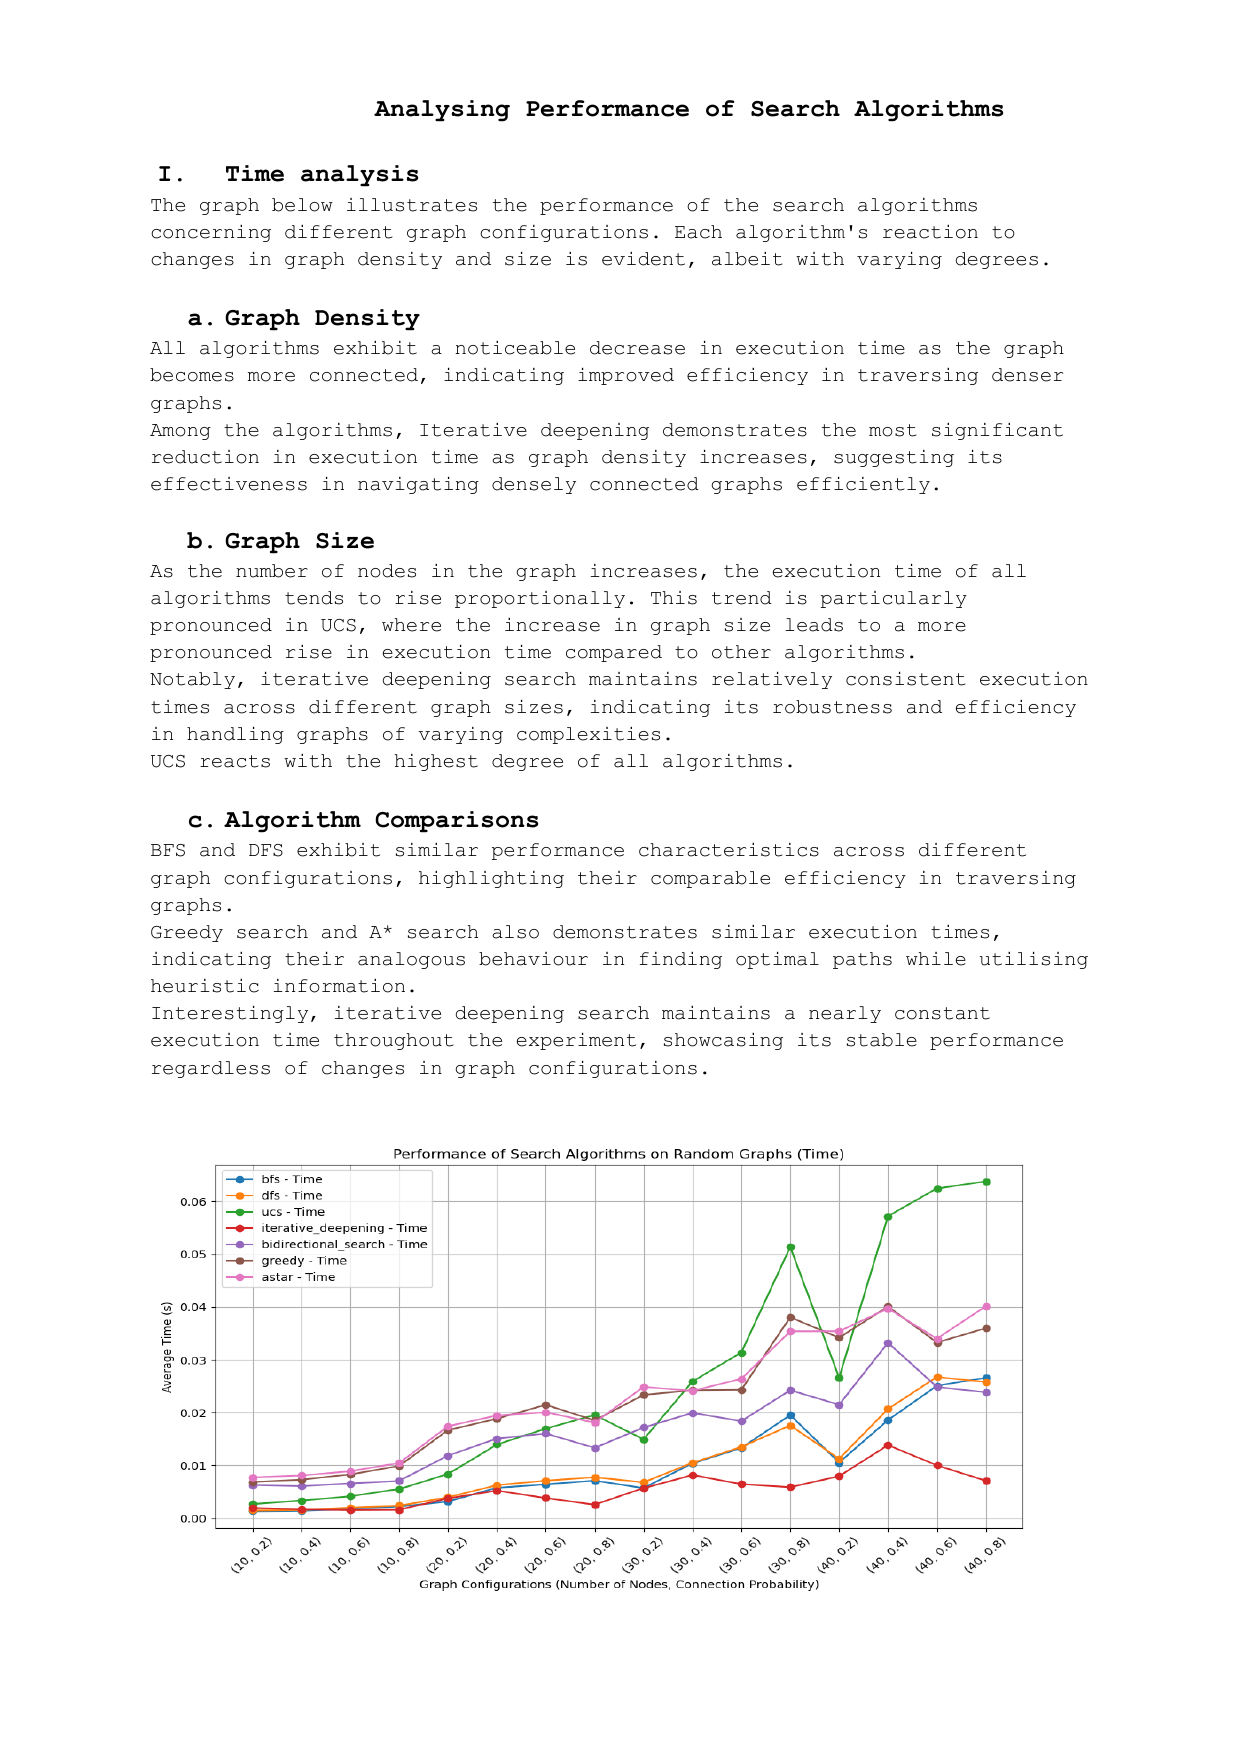 Analysing Performance of Search Algorithms
I. Time analysis
The graph below illustrates the performance of the search algorithms
concerning different graph configurations. Each algorithm's reaction to
changes in graph density and size is evident, albeit with varying degrees.
a. Graph Density
All algorithms exhibit a noticeable decrease in execution time as the graph
becomes more connected, indicating improved efficiency in traversing denser
graphs.
Among the algorithms, Iterative deepening demonstrates the most significant
reduction in execution time as graph density increases, suggesting its
effectiveness in navigating densely connected graphs efficiently.
b. Graph Size
As the number of nodes in the graph increases, the execution time of all
algorithms tends to rise proportionally. This trend is particularly
pronounced in UCS, where the increase in graph size leads to a more
pronounced rise in execution time compared to other algorithms.
Notably, iterative deepening search maintains relatively consistent execution
times across different graph sizes, indicating its robustness and efficiency
in handling graphs of varying complexities.
UCS reacts with the highest degree of all algorithms.
c. Algorithm Comparisons
BFS and DFS exhibit similar performance characteristics across different
graph configurations, highlighting their comparable efficiency in traversing
graphs.
Greedy search and A* search also demonstrates similar execution times,
indicating their analogous behaviour in finding optimal paths while utilising
heuristic information.
Interestingly, iterative deepening search maintains a nearly constant
execution time throughout the experiment, showcasing its stable performance
regardless of changes in graph configurations.
Performance of Search Algorithms on Random Graphs (Time)
bfs - Time
dfs - Time
ucs - Time
iterative_deepening - Time
bidirectional_search - Time
greedy - Time
astar - Time
Average Time (s)
0.06
0.05
0.04
0.03
0.02
0.01
0.00
(10, 0.2) (10, 0.4) (10, 0.6) (10, 0.8) (20, 0.2) (20, 0.4) (20, 0.6) (20, 0.8) (30, 0.2) (30, 0.4) (30, 0.6) (30, 0.8) (40, 0.2) (40, 0.4) (40, 0.6) (40, 0.8)
Graph Configurations (Number of Nodes, Connection Probability)